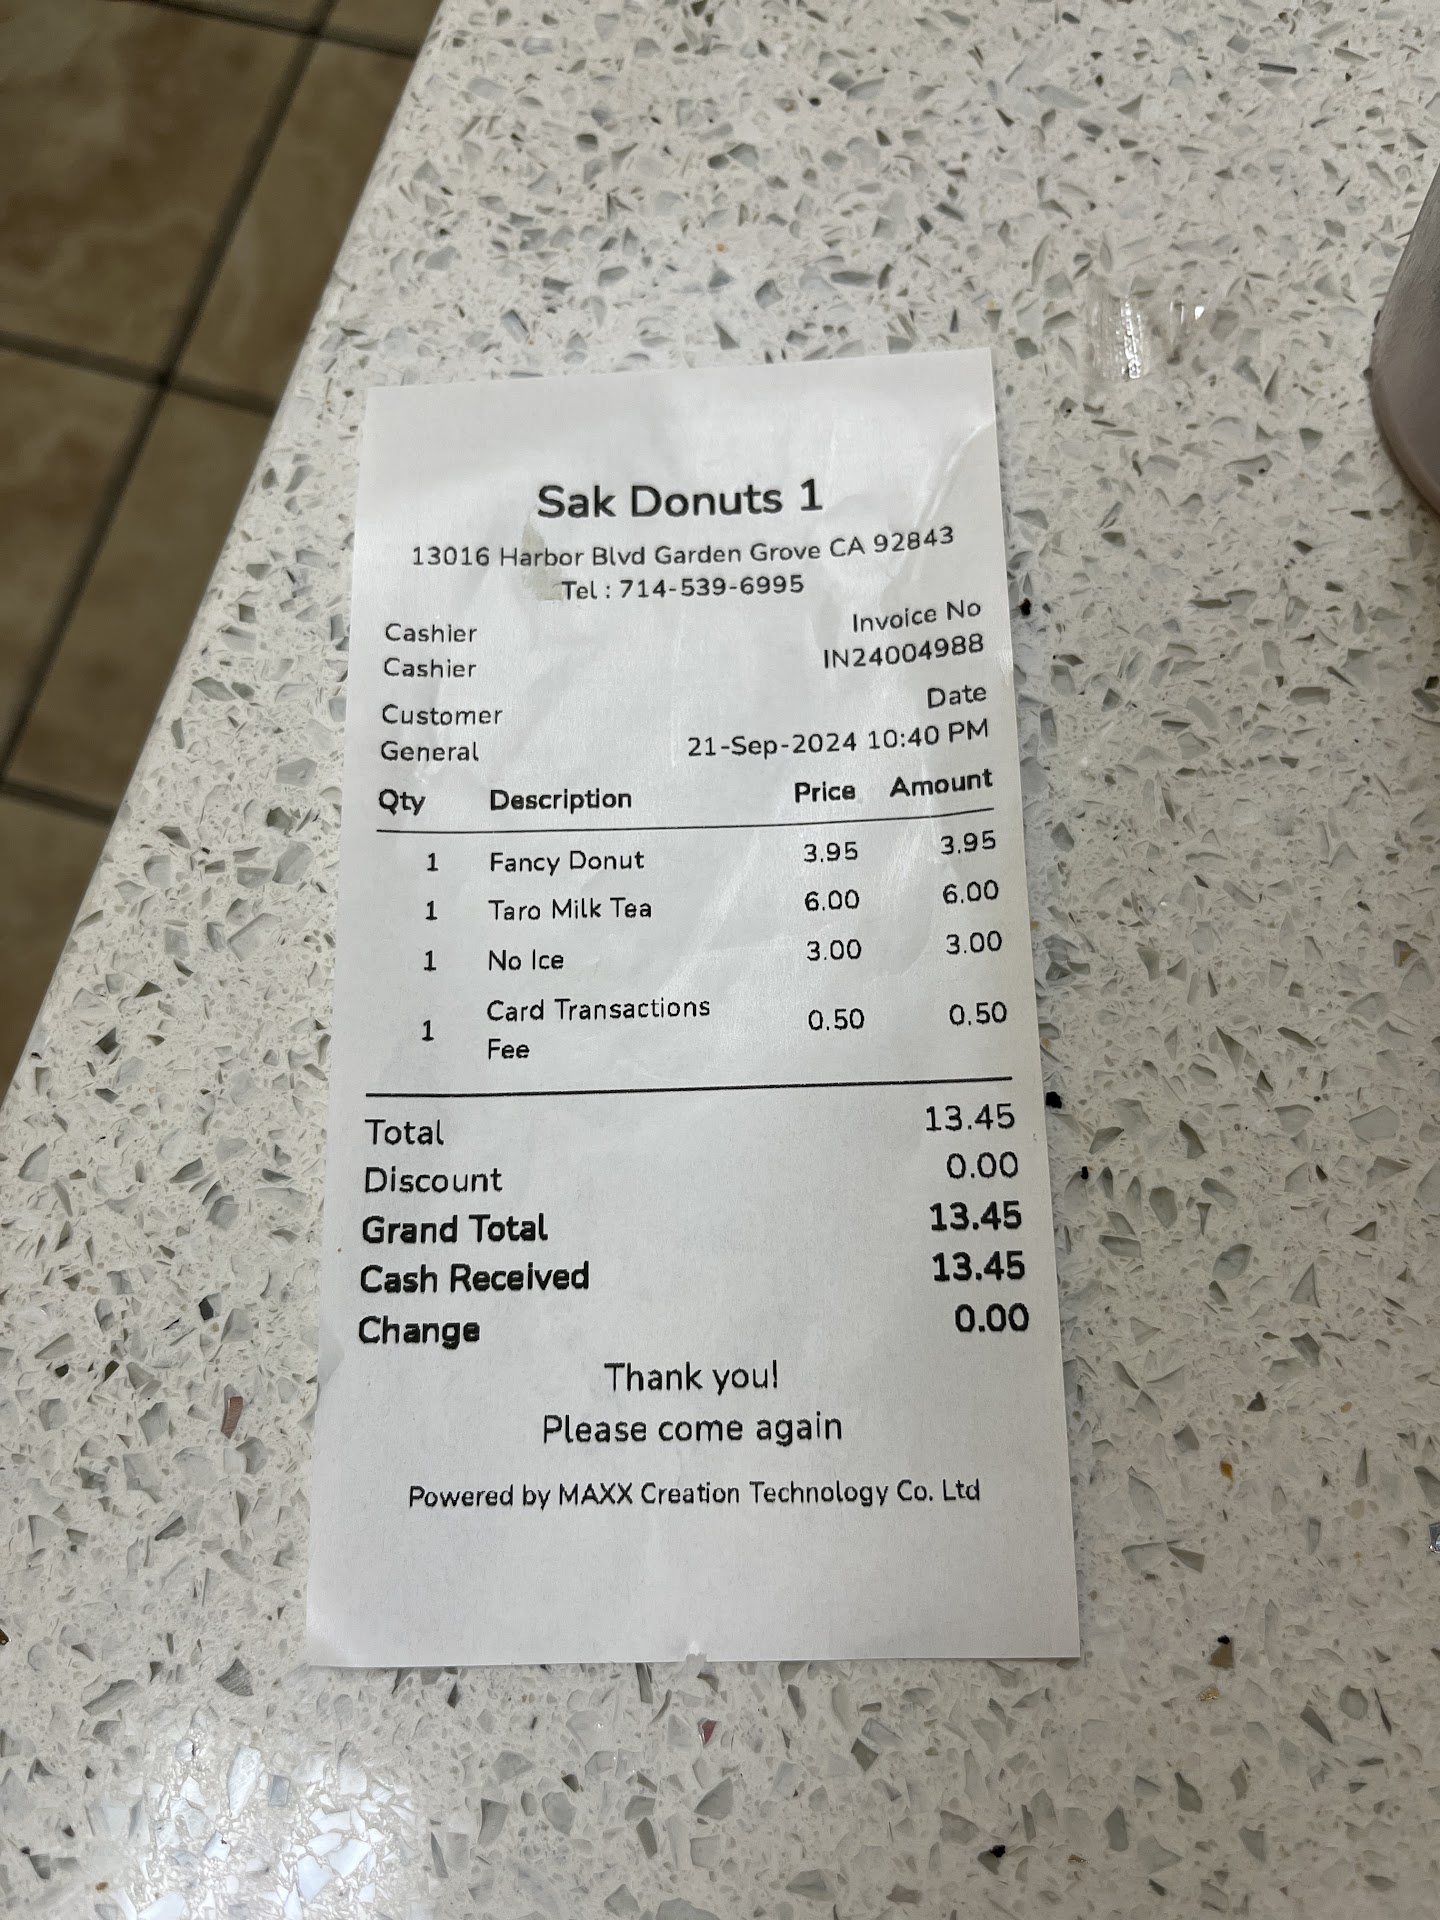 Sak Donuts 1
13016 Harbor Blvd Garden Grove CA 92843
Tel : 714-539-6995
Cashier Invoice No
Cashier IN24004988
Customer Date
General 21-Sep-2024 10:40 PM
Qty Description Price Amount
1 Fancy Donut 3.95 3.95
1 Taro Milk Tea 6.00 6.00
1 No Ice 3.00 3.00
1 Card Transactions 0.50 0.50
Fee
Total 13.45
Discount 0.00
Grand Total 13.45
Cash Received 13.45
Change 0.00
Thank you!
Please come again
Powered by MAXX Creation Technology Co. Ltd